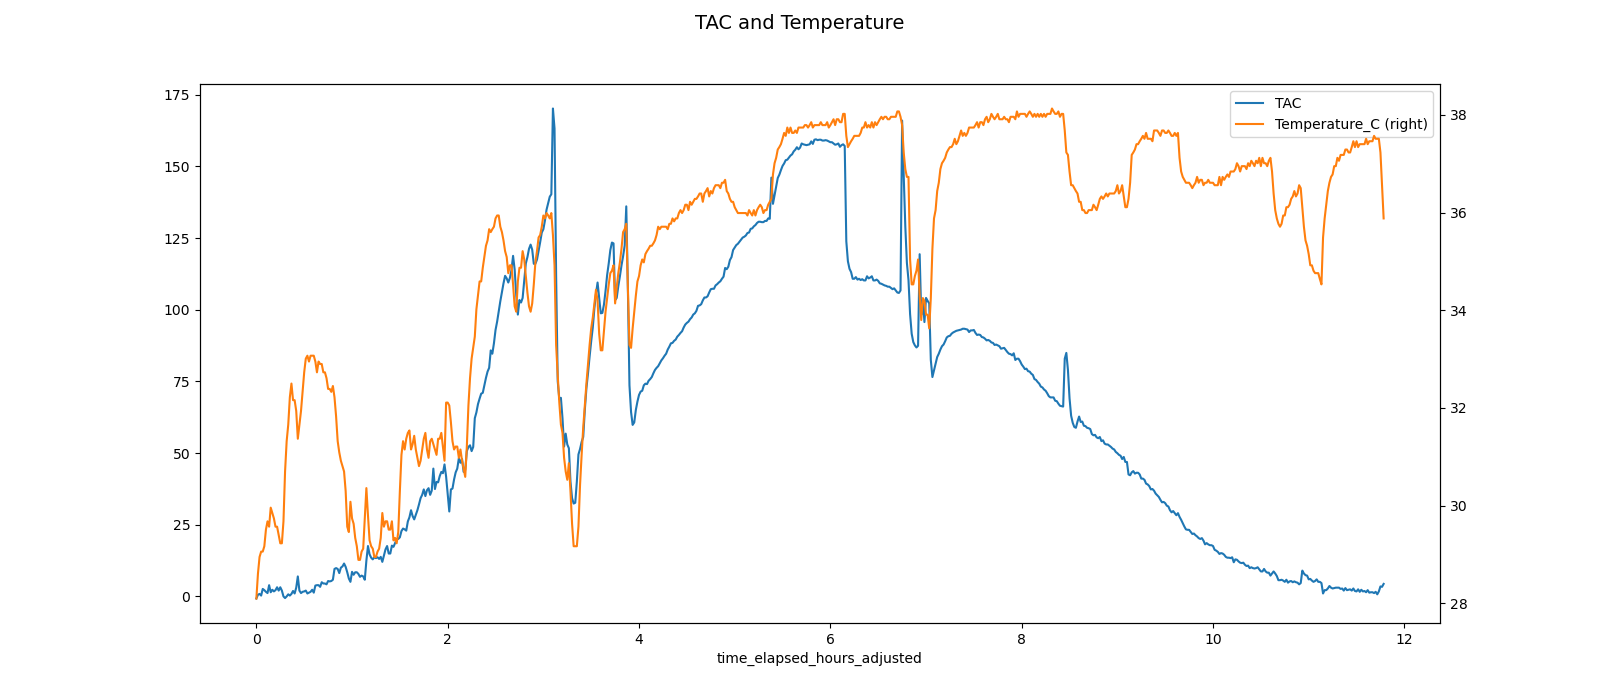 TAC and Temperature
TAC
Temperature_C (right)
175
150
125
100
75
50
25
0
38
36
34
32
30
28
0 2 4 6 8 10 12
time_elapsed_hours_adjusted